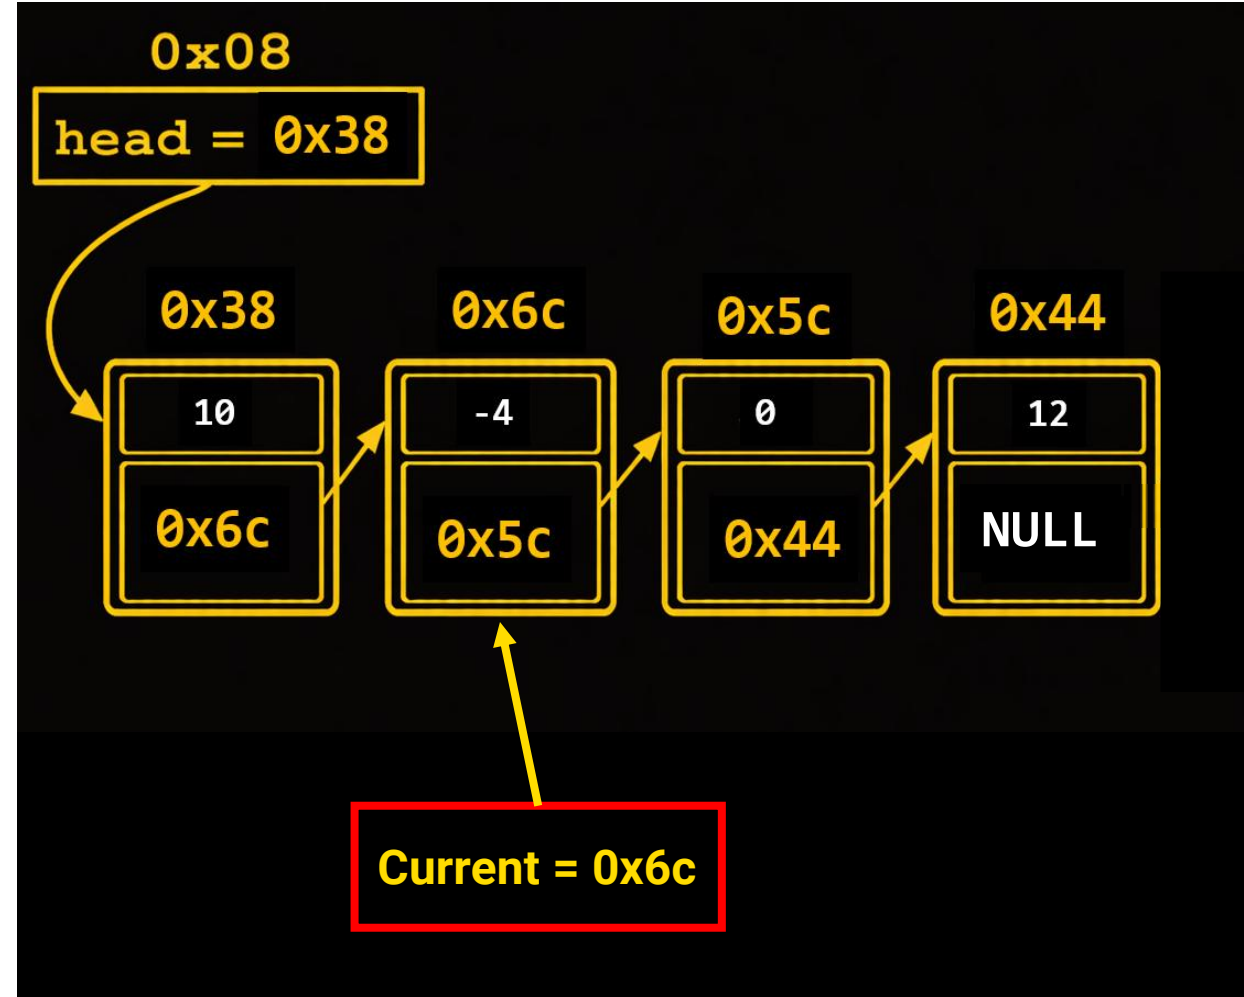 0x08
head = 0x38
0x38 0x6c 0x5c 0x44
10 -4 0 12
0x6c 0x5c 0x44 NULL
Current = 0x6c